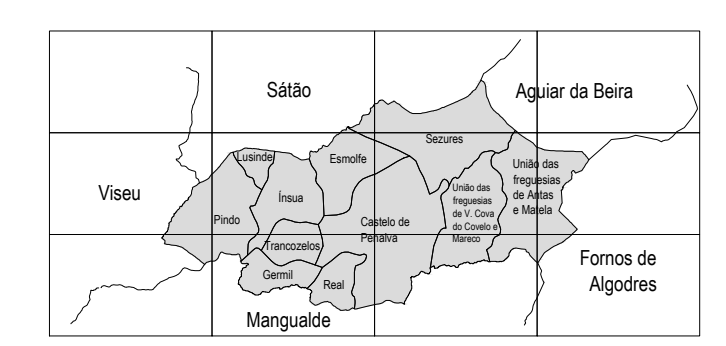 Sátão
Aguiar da Beira
Sezures
Lusinde
Esmolfe
União das
freguesias
de Antas
e Matela
Viseu
Ínsua
União das
freguesias
de V. Cova
do Covelo e
Mareco
Pindo
Castelo de
Penalva
Trancozelos
Fornos de
Algodres
Germil
Real
Mangualde